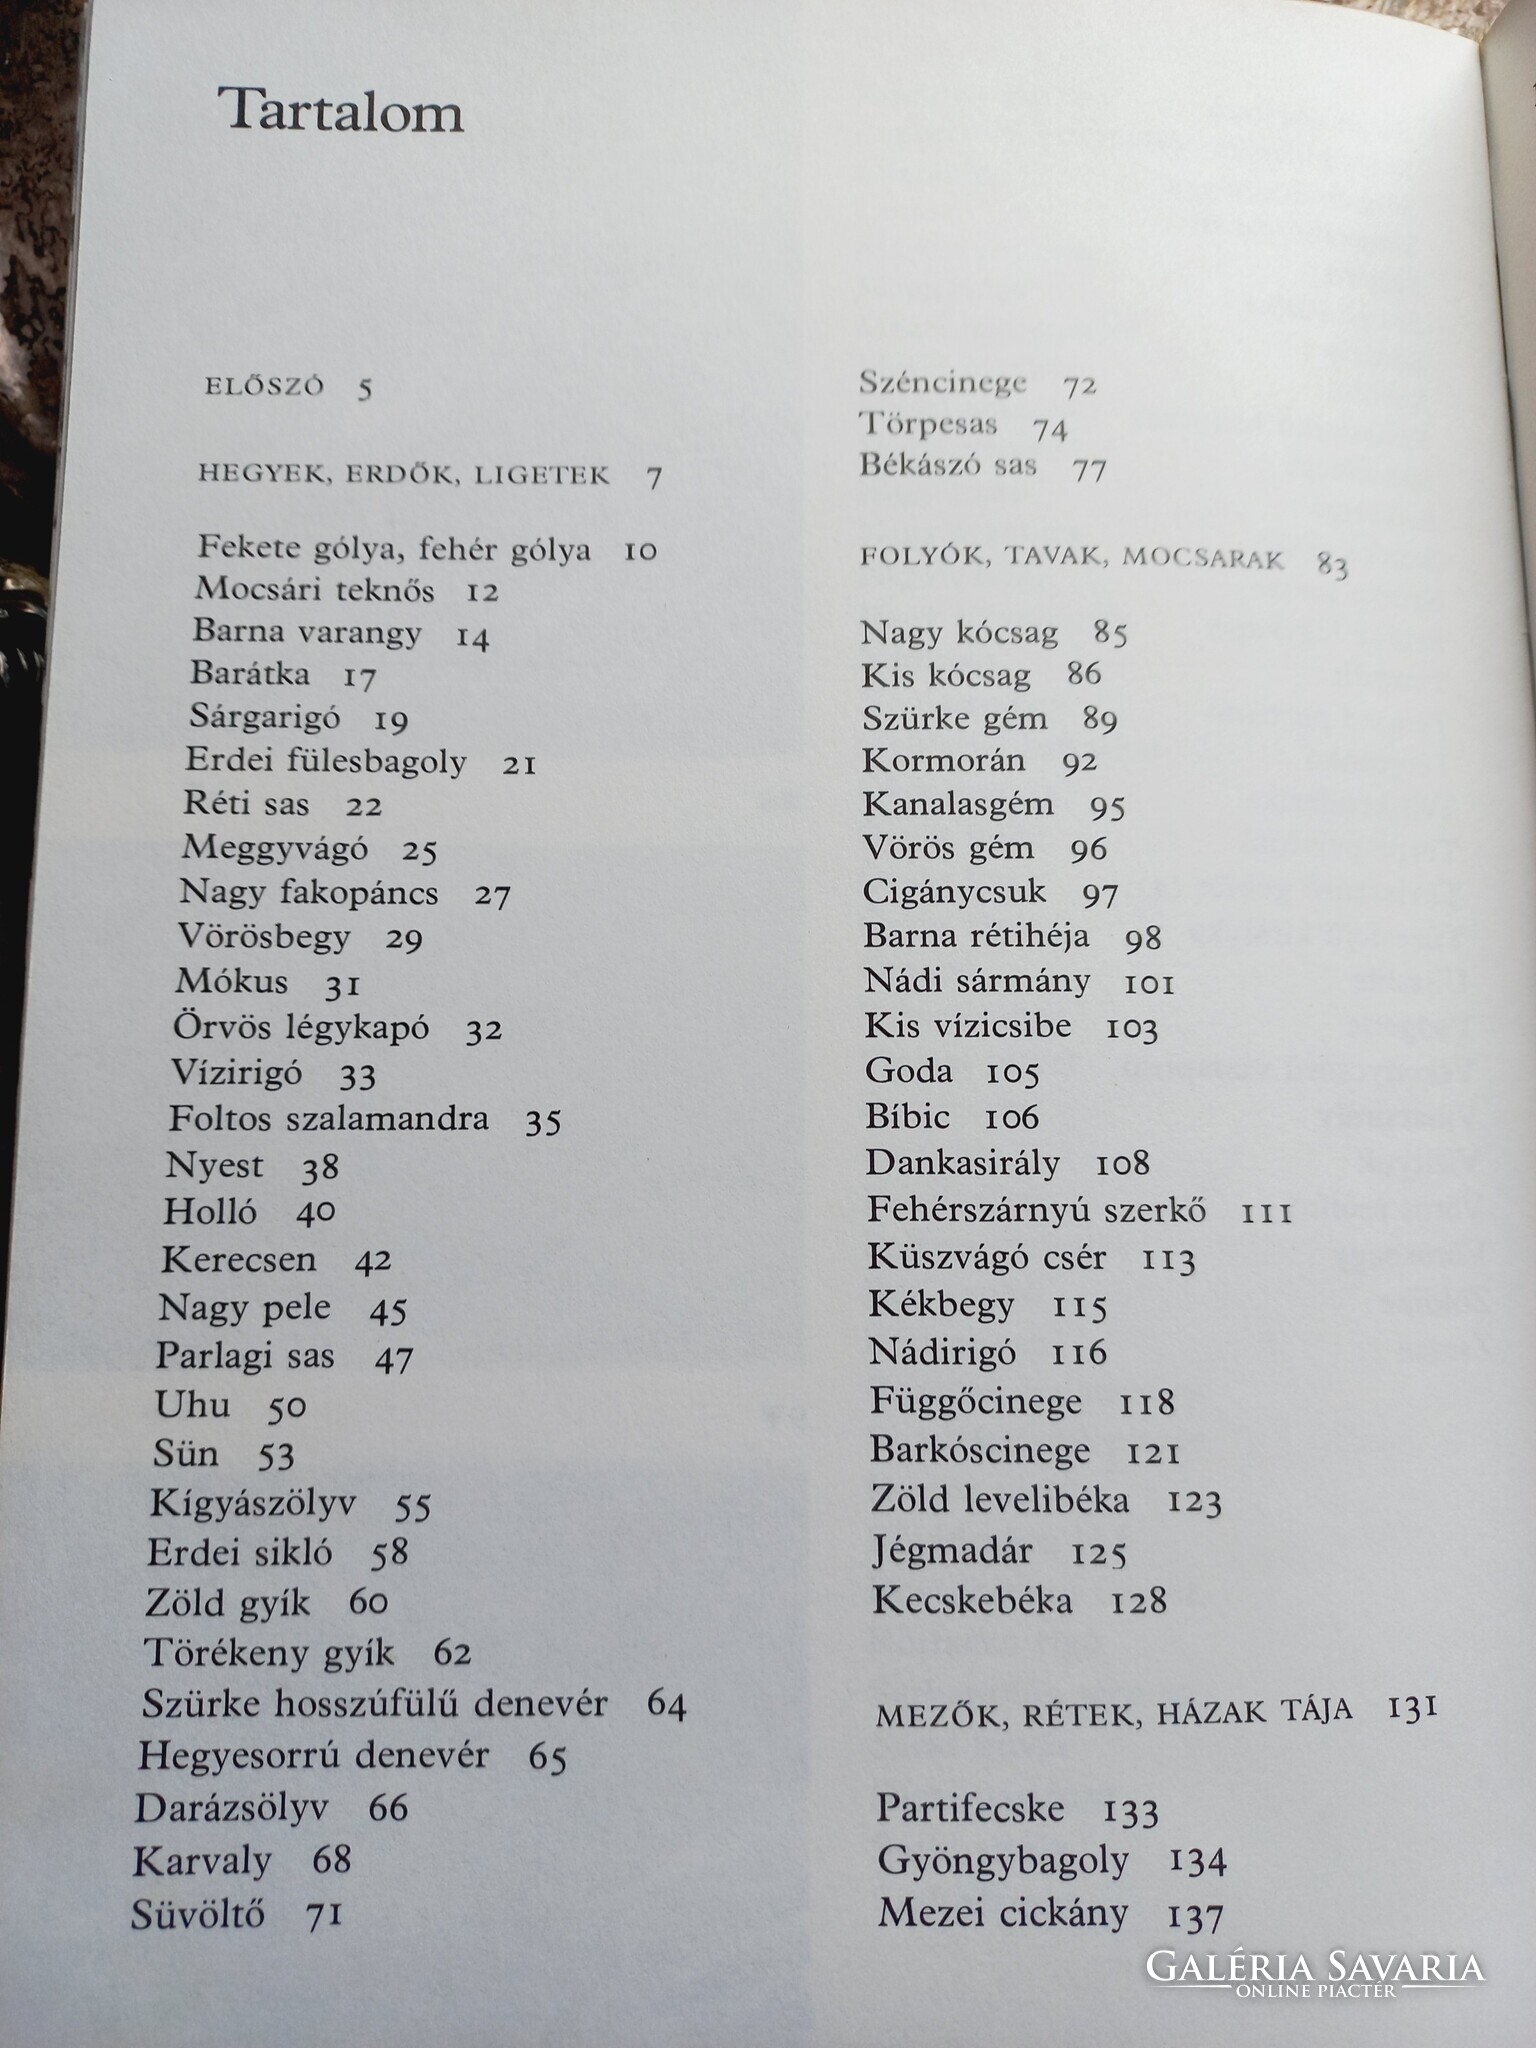 Tartalom
ELŐSZÓ 5
HEGYEK, ERDŐK, LIGETEK 7
Fekete gólya, fehér gólya 10
Mocsári teknős 12
Barna varangy 14
Barátka 17
Sárgarigó 19
Erdei fülesbagoly 21
Réti sas 22
Meggyvágó 25
Nagy fakopáncs 27
Vörösbegy 29
Mókus 31
Örvös légykapó 32
Vízirigó 33
Foltos szalamandra 35
Nyest 38
Holló 40
Kerecsen 42
Nagy pele 45
Parlagi sas 47
Uhu 50
Sün 53
Kígyászölyv 55
Erdei sikló 58
Zöld gyík 60
Törékeny gyík 62
Szürke hosszúfülű denevér 64
Hegyesorrú denevér 65
Darázsölyv 66
Karvaly 68
Süvöltő 71
Széncinege 72
Törpesas 74
Békászó sas 77
FOLYÓK, TAVAK, MOCSARAK 83
Nagy kócsag 85
Kis kócsag 86
Szürke gém 89
Kormorán 92
Kanalasgém 95
Vörös gém 96
Cigánycsuk 97
Barna rétihéja 98
Nádi sármány 101
Kis vízicsibe 103
Goda 105
Bíbic 106
Dankasirály 108
Fehérszárnyú szerkő 111
Küszvágó csér 113
Kékbegy 115
Nádirigó 116
Függőcinege 118
Barkóscinege 121
Zöld levelibéka 123
Jégmadár 125
Kecskebéka 128
MEZŐK, RÉTEK, HÁZAK TÁJA 131
Partifecske 133
Gyöngybagoly 134
Mezei cickány 137
GALÉRIA SAVARIA
ONLINE PIACTÉR